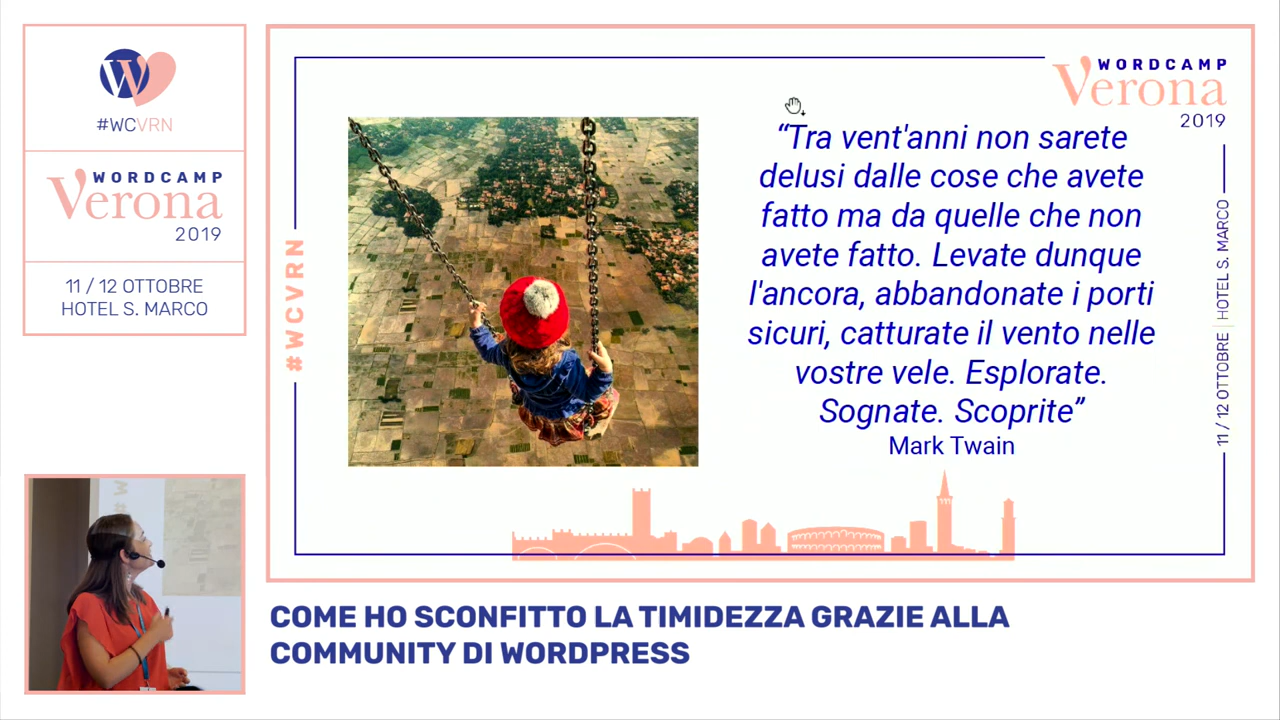 #WCVRN
WORDCAMP
Verona
2019
11 / 12 OTTOBRE
HOTEL S. MARCO
#WCVRN
WORDCAMP
Verona
2019
11 / 12 OTTOBRE | HOTEL S. MARCO
“Tra vent'anni non sarete
delusi dalle cose che avete
fatto ma da quelle che non
avete fatto. Levate dunque
l'ancora, abbandonate i porti
sicuri, catturate il vento nelle
vostre vele. Esplorate.
Sognate. Scoprite”
Mark Twain
COME HO SCONFITTO LA TIMIDEZZA GRAZIE ALLA
COMMUNITY DI WORDPRESS